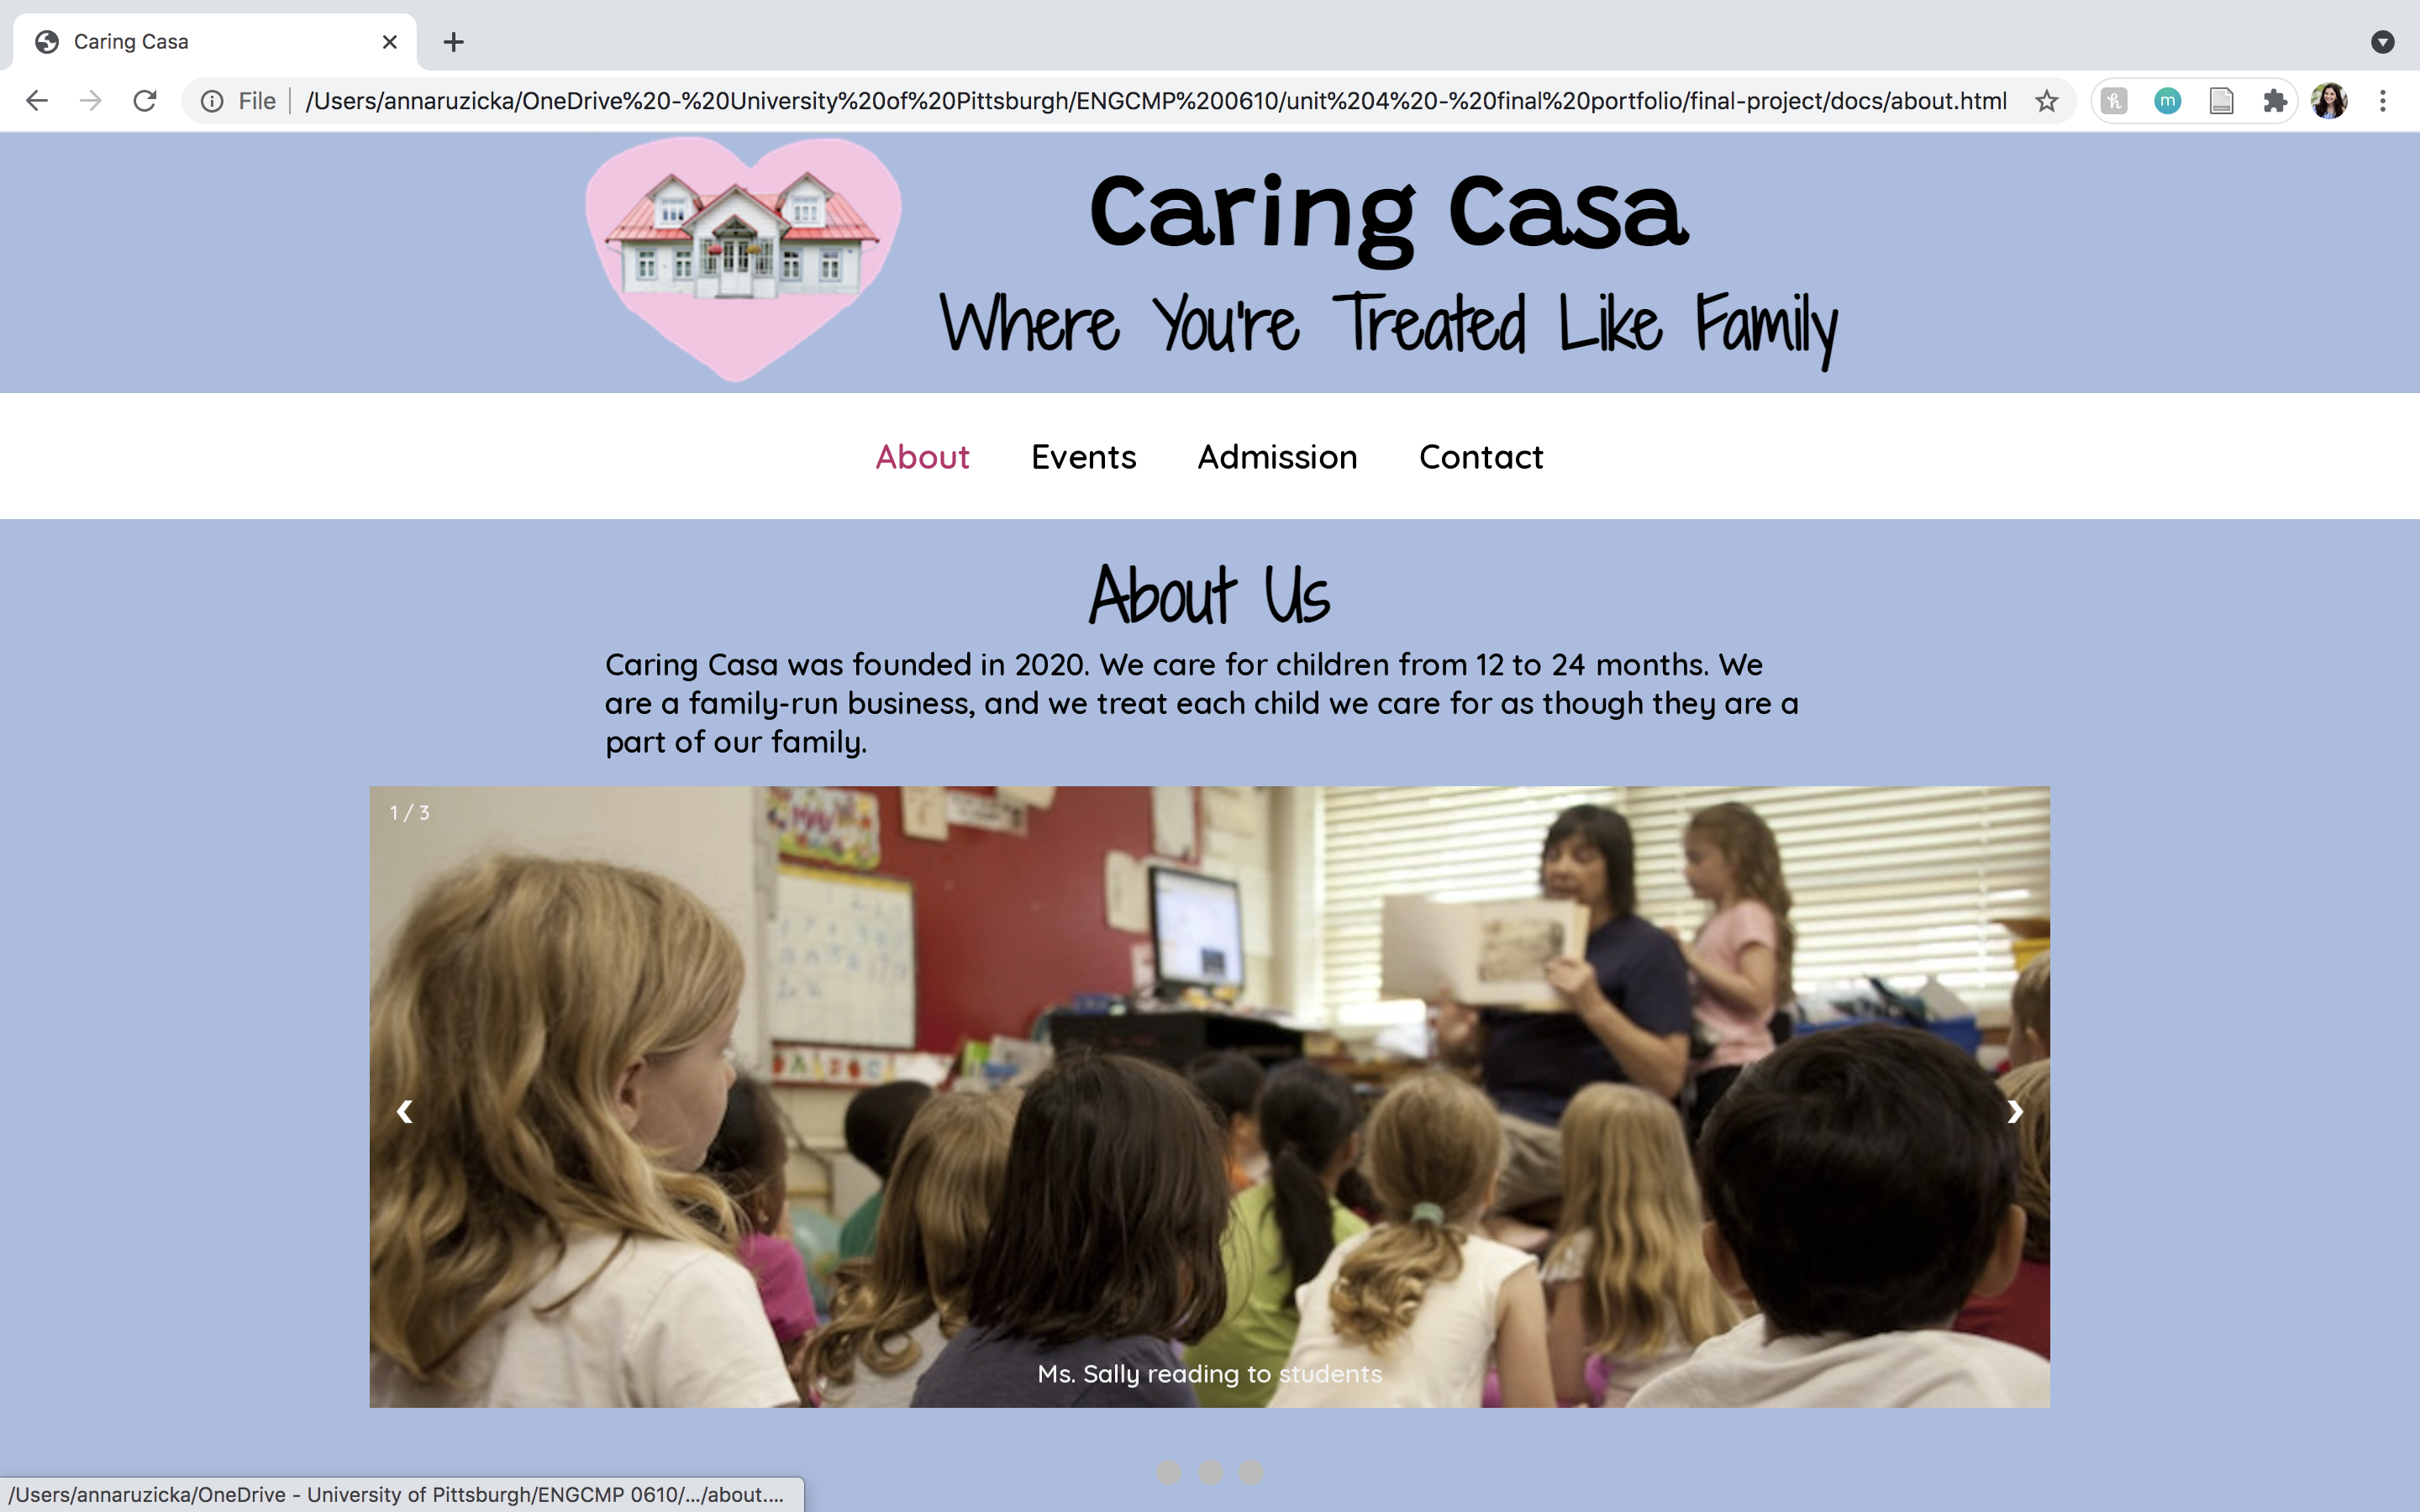 Caring Casa
File
/Users/annaruzicka/OneDrive%20-%20University%20of%20Pittsburgh/ENGCMP%200610/unit%204%20-%20final%20portfolio/final-project/docs/about.html
m
Caring Casa
Where You're Treated Like Family
About Events Admission Contact
About Us
Caring Casa was founded in 2020. We care for children from 12 to 24 months. We
are a family-run business, and we treat each child we care for as though they are a
part of our family.
1 / 3
Ms. Sally reading to students
/Users/annaruzicka/OneDrive - University of Pittsburgh/ENGCMP 0610/.../about....